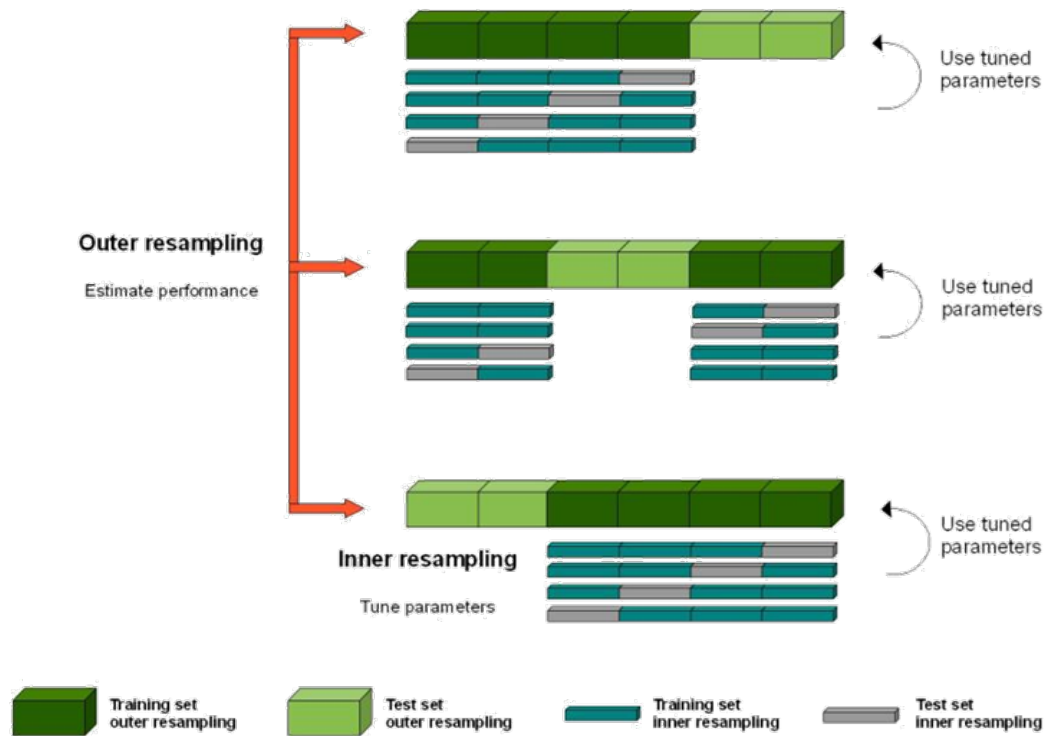 Use tuned
parameters
Outer resampling
Estimate performance
Use tuned
parameters
Inner resampling
Tune parameters
Use tuned
parameters
Training set
outer resampling
Test set
outer resampling
Training set
inner resampling
Test set
inner resampling